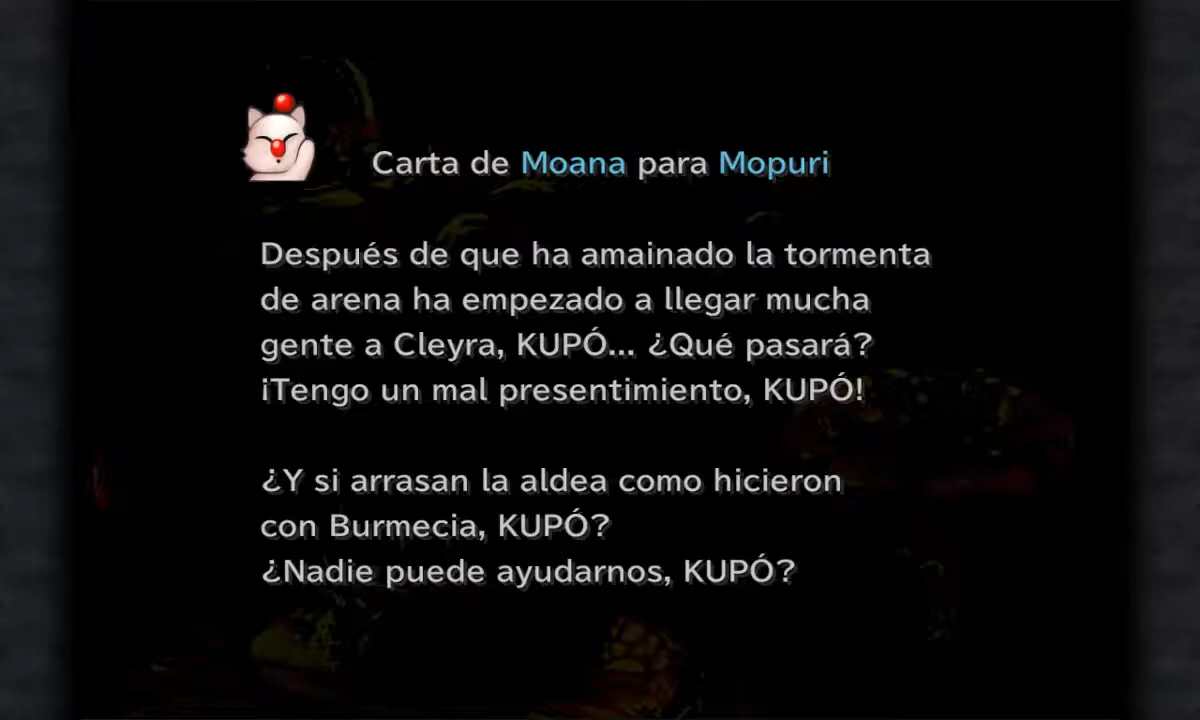 Carta de Moana para Mopuri
Después de que ha amainado la tormenta
de arena ha empezado a llegar mucha
gente a Cleyra, KUPÓ... ¿Qué pasará?
¡Tengo un mal presentimiento, KUPÓ!
¿Y si arrasan la aldea como hicieron
con Burmecia, KUPÓ?
¿Nadie puede ayudarnos, KUPÓ?